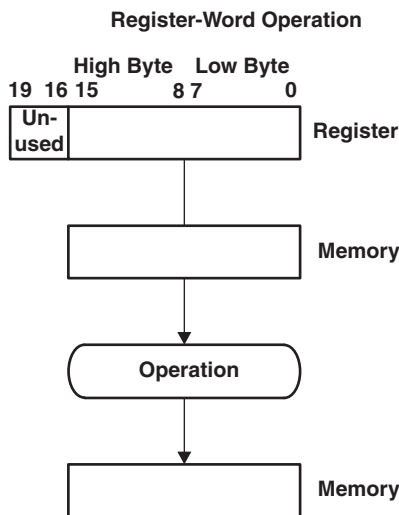 Register-Word Operation
High Byte Low Byte
19 16 15 8 7 0
Un-
used
Register
Memory
Operation
Memory